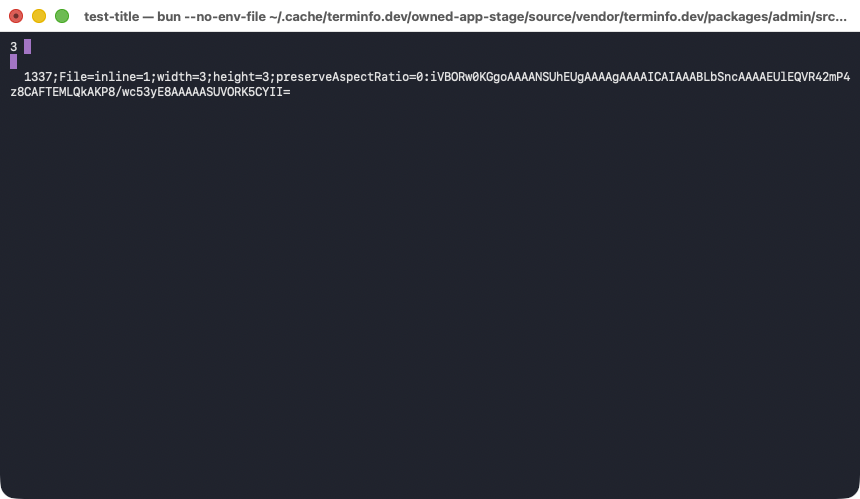 test-title — bun --no-env-file ~/.cache/terminfo.dev/owned-app-stage/source/vendor/terminfo.dev/packages/admin/src...
3
1337;File=inline=1;width=3;height=3;preserveAspectRatio=0:iVBORw0KGgoAAAANSUhEUgAAAAgAAAAICAIAAABLbSncAAAAEUlEQVR42mP4
z8CAFTEMLQkAKP8/wc53yE8AAAAASUVORK5CYII=